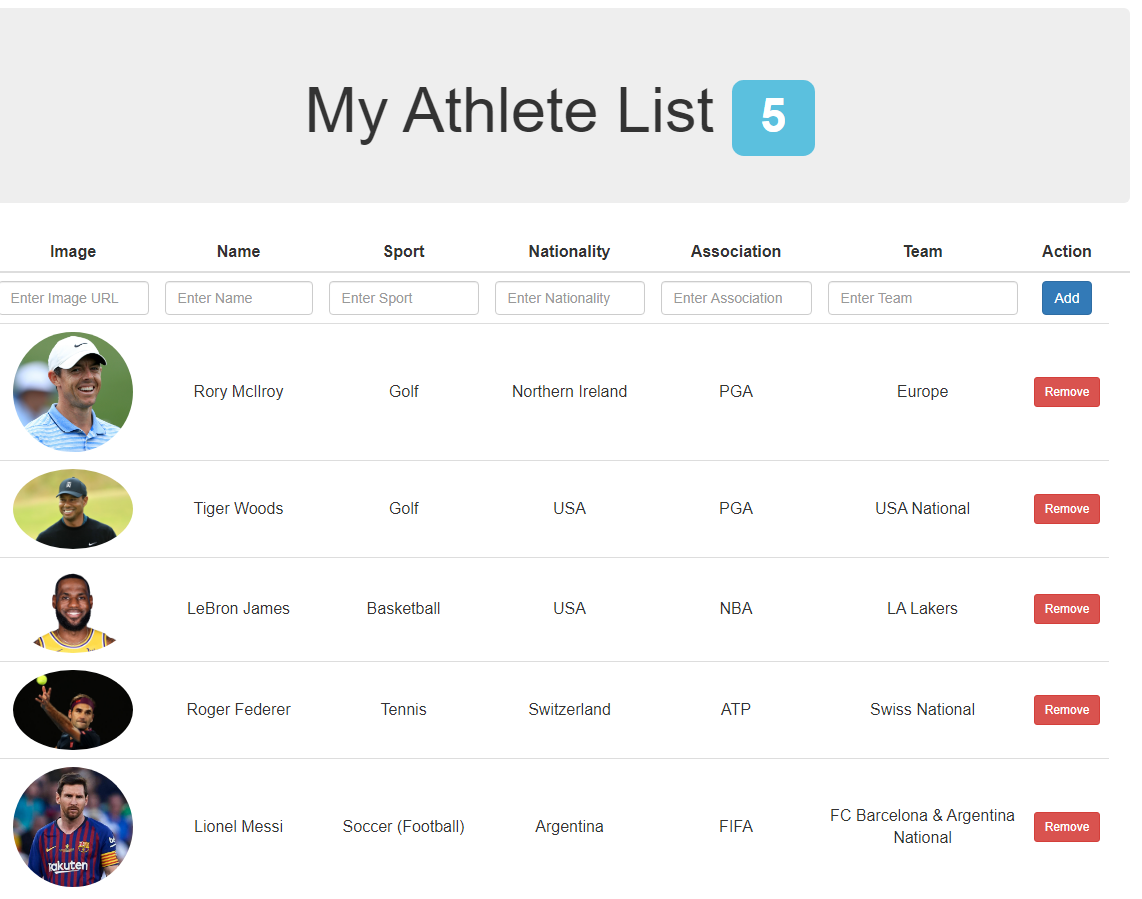 My Athlete List 5
Image Name Sport Nationality Association Team Action
Enter Image URL Enter Name Enter Sport Enter Nationality Enter Association Enter Team Add
Rory McIlroy Golf Northern Ireland PGA Europe Remove
Tiger Woods Golf USA PGA USA National Remove
LeBron James Basketball USA NBA LA Lakers Remove
Roger Federer Tennis Switzerland ATP Swiss National Remove
Lionel Messi Soccer (Football) Argentina FIFA FC Barcelona & Argentina
National Remove
Rakuten